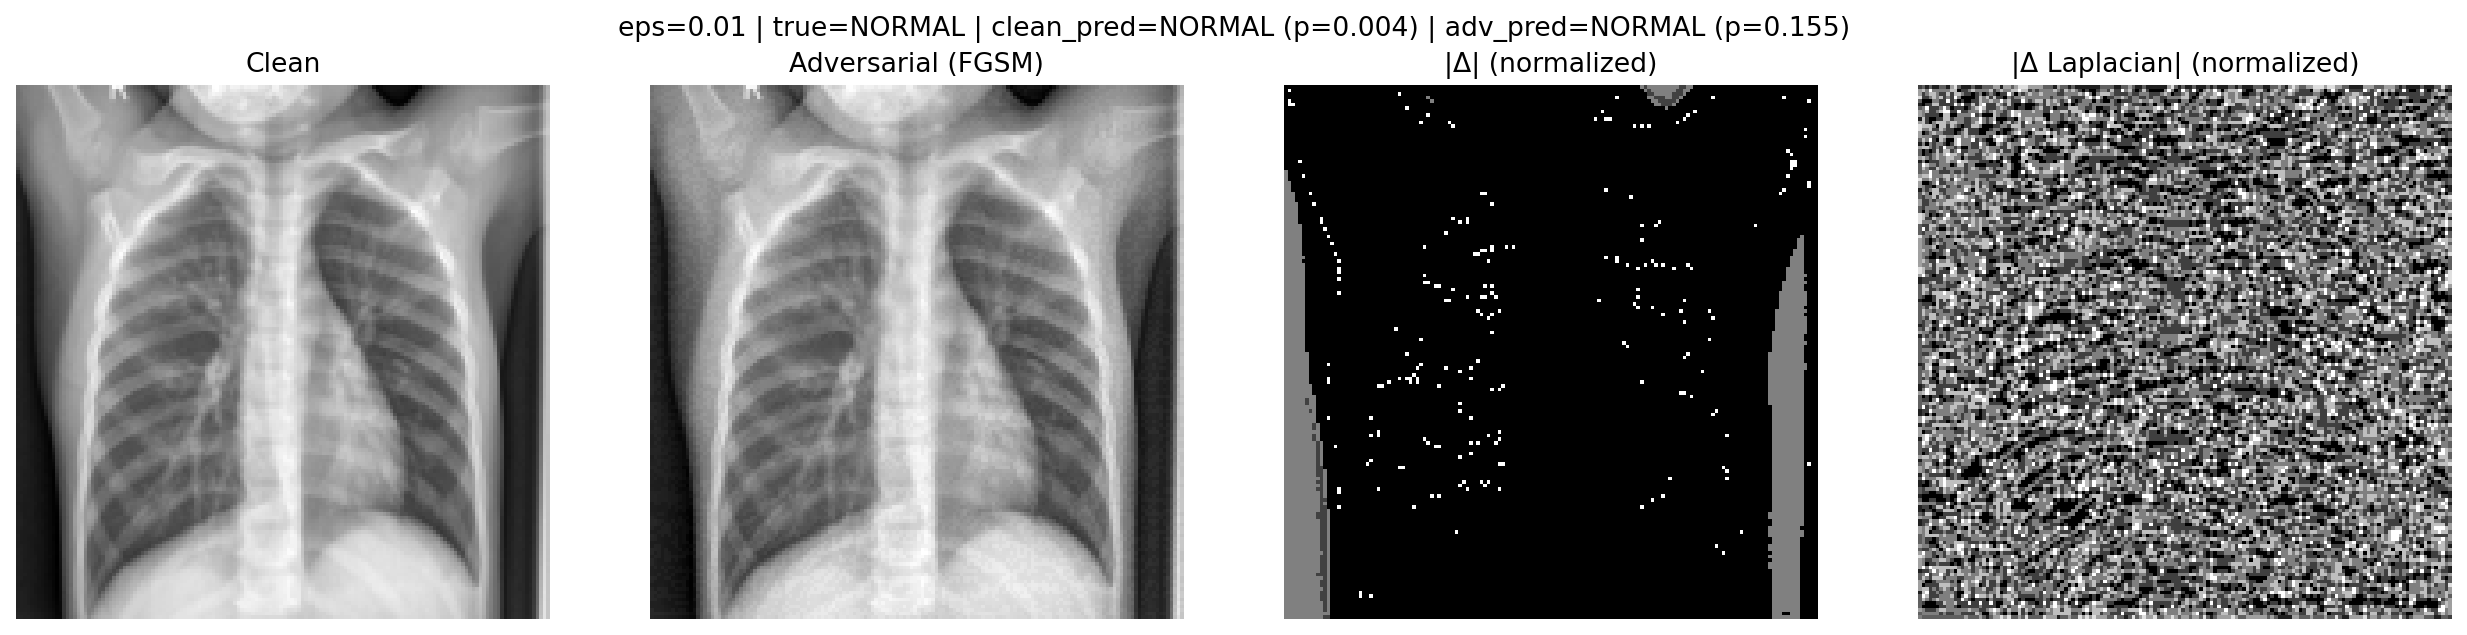 eps=0.01 | true=NORMAL | clean_pred=NORMAL (p=0.004) | adv_pred=NORMAL (p=0.155)
Clean
Adversarial (FGSM)
|Δ| (normalized)
|Δ Laplacian| (normalized)